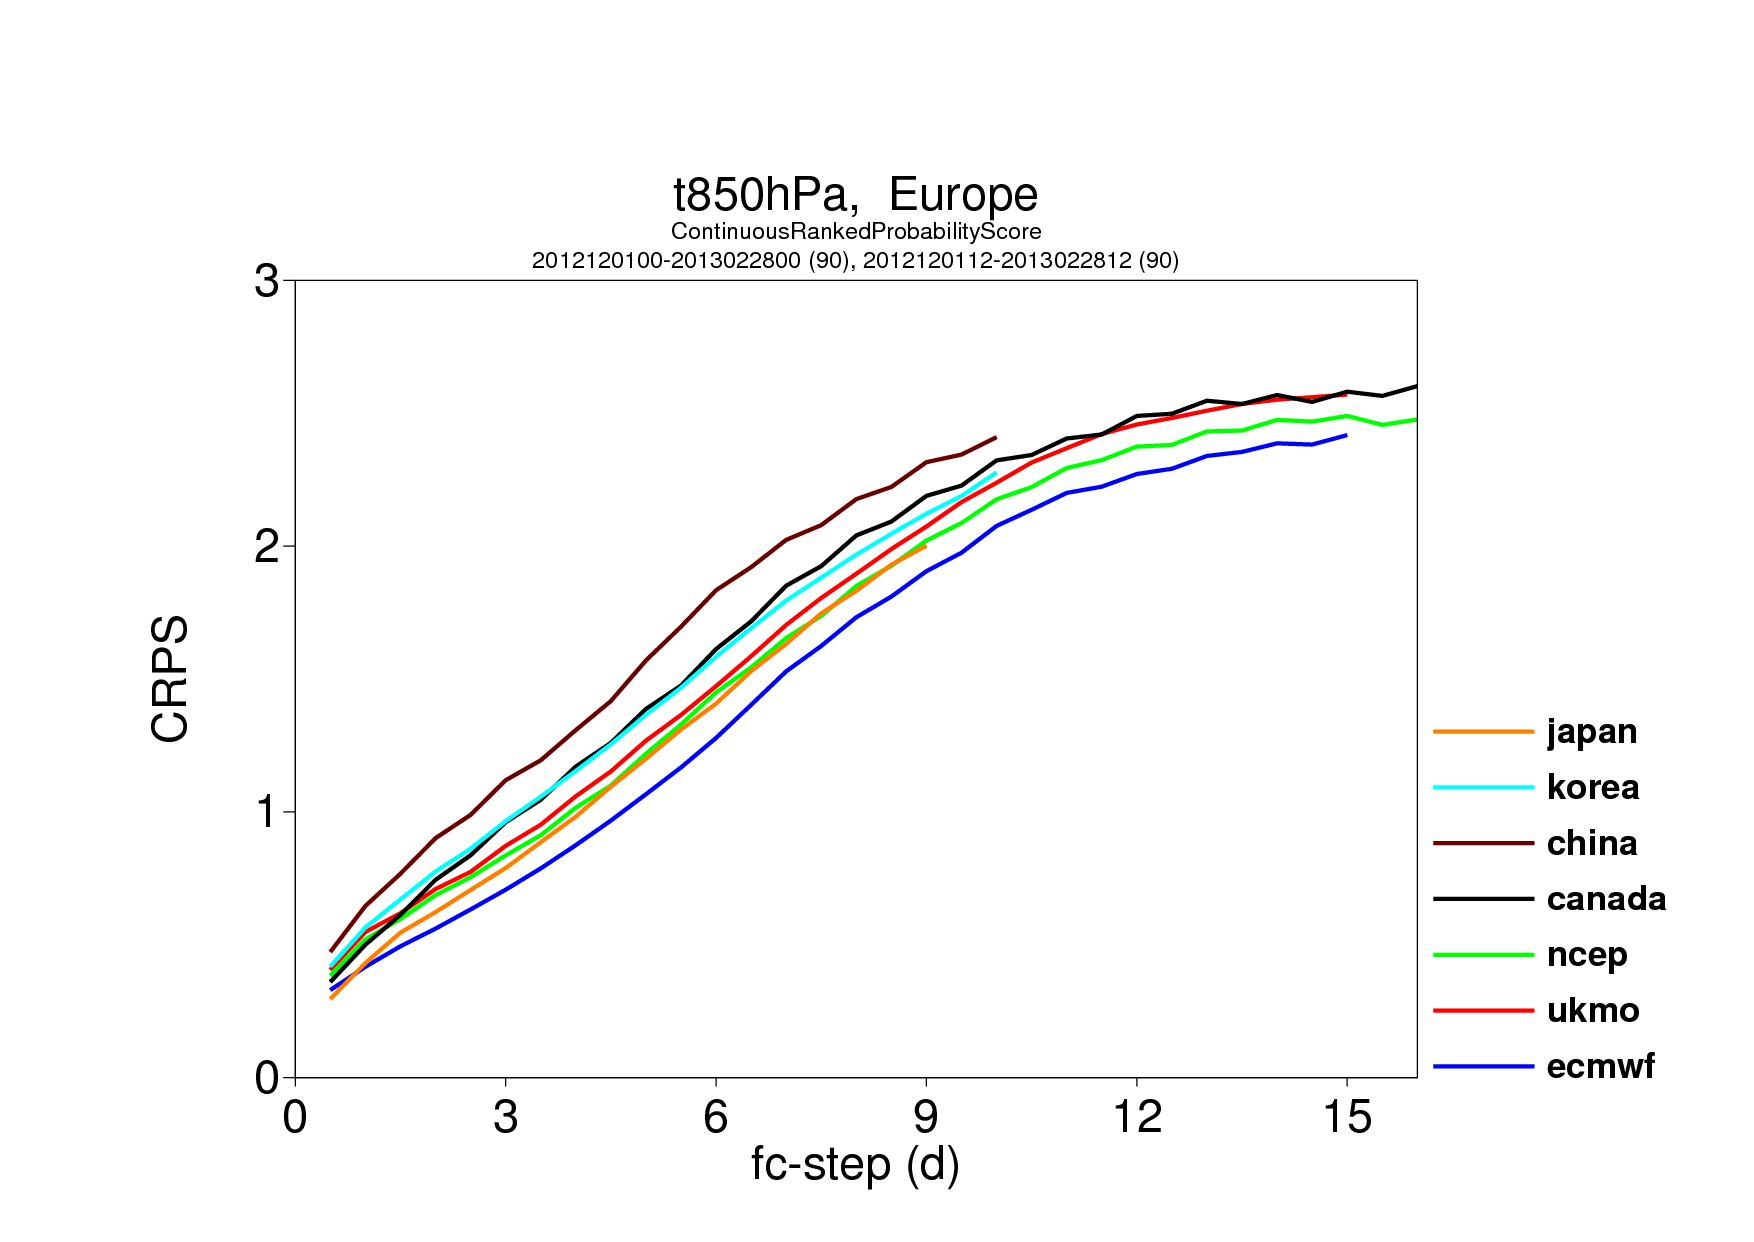 t850hPa,  Europe
ContinuousRankedProbabilityScore
2012120100-2013022800 (90), 2012120112-2013022812 (90)
3
2
1
0
CRPS
0 3 6 9 12 15
fc-step (d)
japan
korea
china
canada
ncep
ukmo
ecmwf